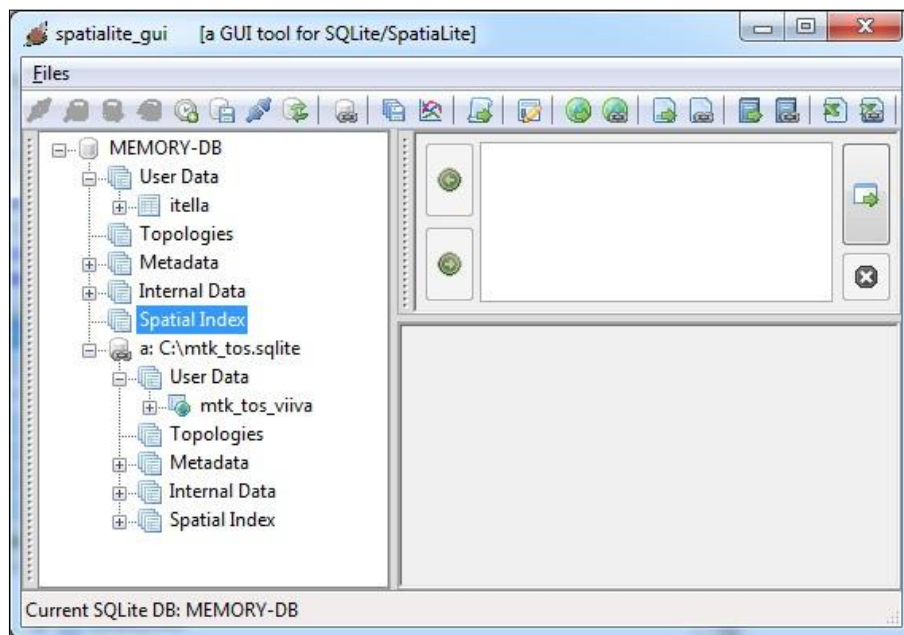 spatialite_gui [a GUI tool for SQLite/SpatiaLite]
Files
MEMORY-DB
User Data
itella
Topologies
Metadata
Internal Data
Spatial Index
a: C:\mtk_tos.sqlite
User Data
mtk_tos_viiva
Topologies
Metadata
Internal Data
Spatial Index
Current SQLite DB: MEMORY-DB